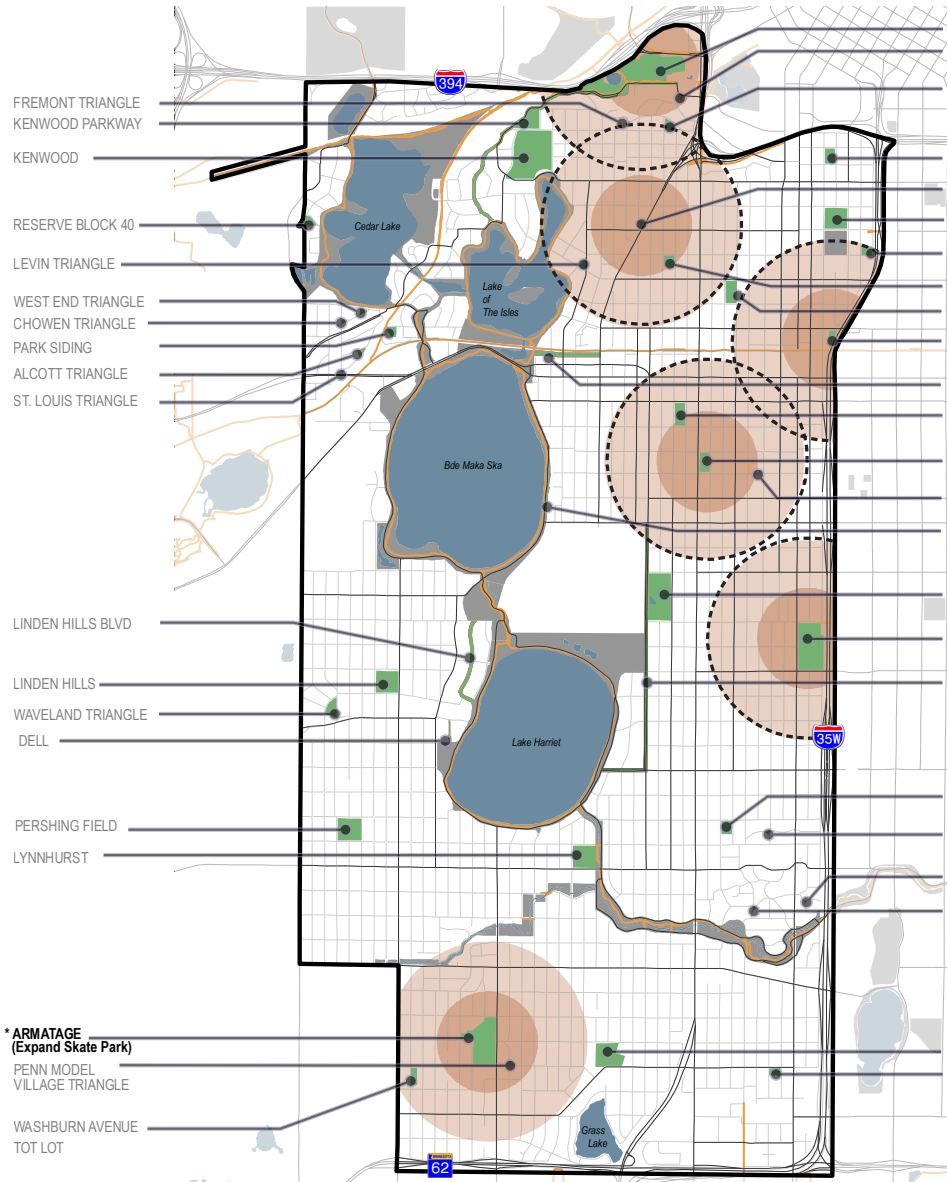 394
FREMONT TRIANGLE
KENWOOD PARKWAY
KENWOOD
RESERVE BLOCK 40
Cedar Lake
LEVIN TRIANGLE
Lake
of
The Isles
WEST END TRIANGLE
CHOWEN TRIANGLE
PARK SIDING
ALCOTT TRIANGLE
ST. LOUIS TRIANGLE
Bde Maka Ska
LINDEN HILLS BLVD
LINDEN HILLS
WAVELAND TRIANGLE
DELL
Lake Harriet
35W
PERSHING FIELD
LYNNHURST
* ARMATAGE
(Expand Skate Park)
PENN MODEL
VILLAGE TRIANGLE
WASHBURN AVENUE
TOT LOT
Grass
Lake
MINNESOTA
62